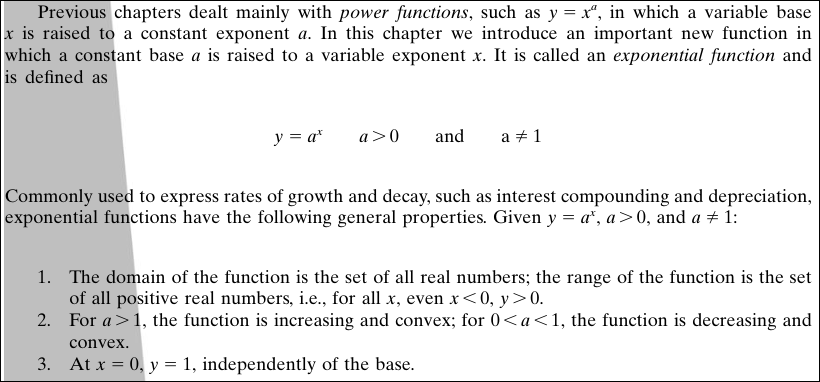 Previous chapters dealt mainly with power functions, such as y = xᵃ, in which a variable base
x is raised to a constant exponent a. In this chapter we introduce an important new function in
which a constant base a is raised to a variable exponent x. It is called an exponential function and
is defined as
y = aˣ a > 0 and a ≠ 1
Commonly used to express rates of growth and decay, such as interest compounding and depreciation,
exponential functions have the following general properties. Given y = aˣ, a > 0, and a ≠ 1:
1. The domain of the function is the set of all real numbers; the range of the function is the set
of all positive real numbers, i.e., for all x, even x < 0, y > 0.
2. For a > 1, the function is increasing and convex; for 0 < a < 1, the function is decreasing and
convex.
3. At x = 0, y = 1, independently of the base.